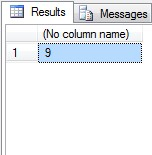 Results Messages
(No column name)
1 9